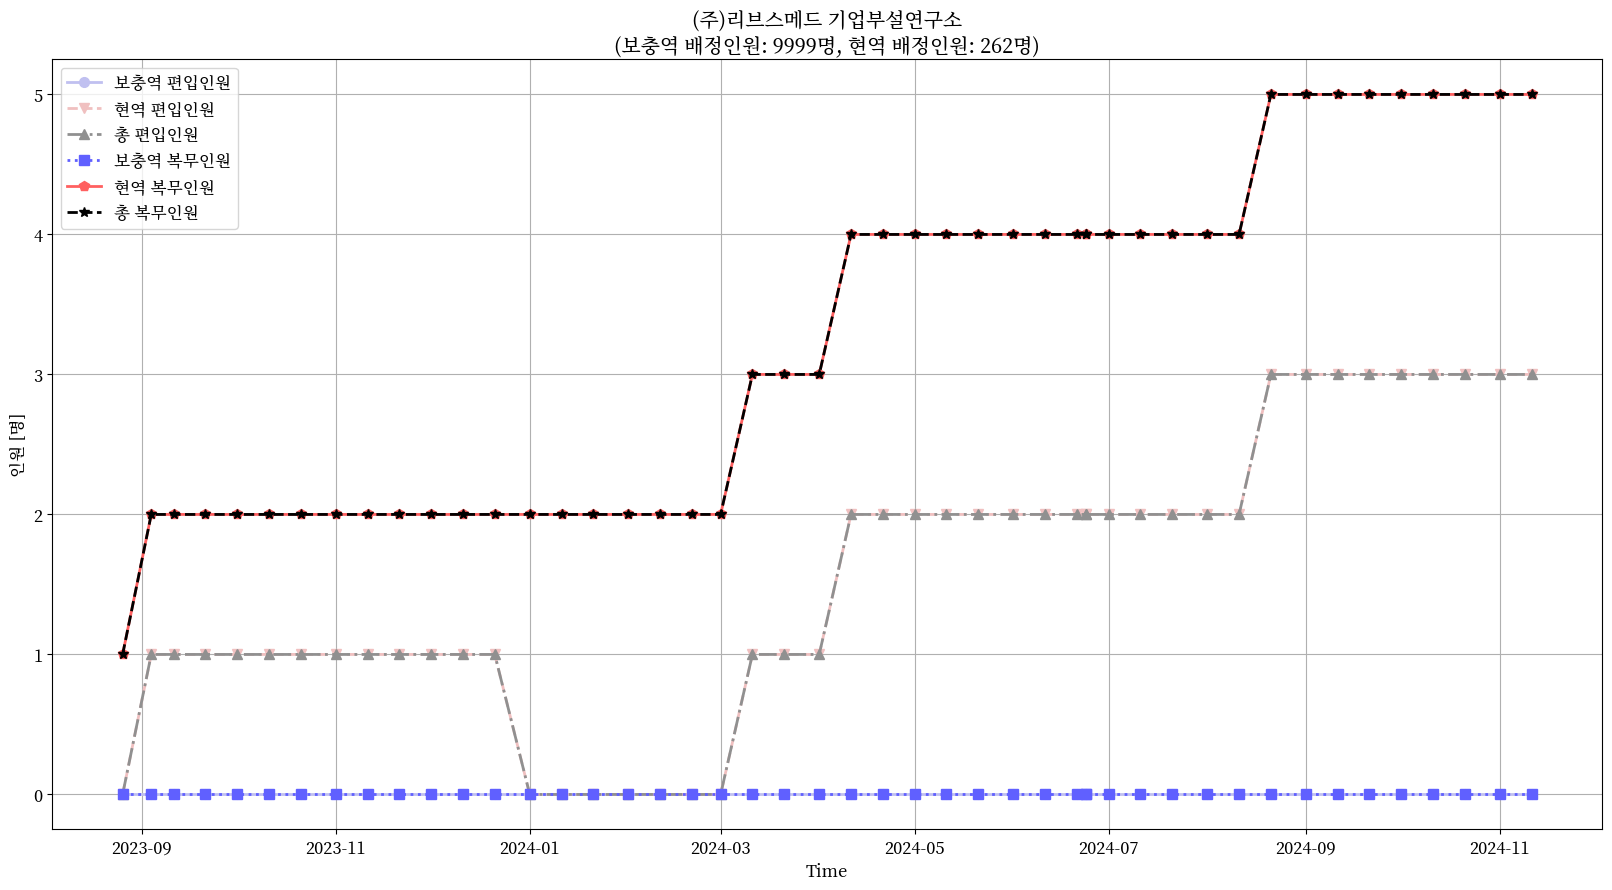 (주)리브스메드 기업부설연구소
(보충역 배정인원: 9999명, 현역 배정인원: 262명)
보충역 편입인원
현역 편입인원
총 편입인원
보충역 복무인원
현역 복무인원
총 복무인원
5
4
3
2
1
0
인원 [명]
2023-09
2023-11
2024-01
2024-03
2024-05
2024-07
2024-09
2024-11
Time